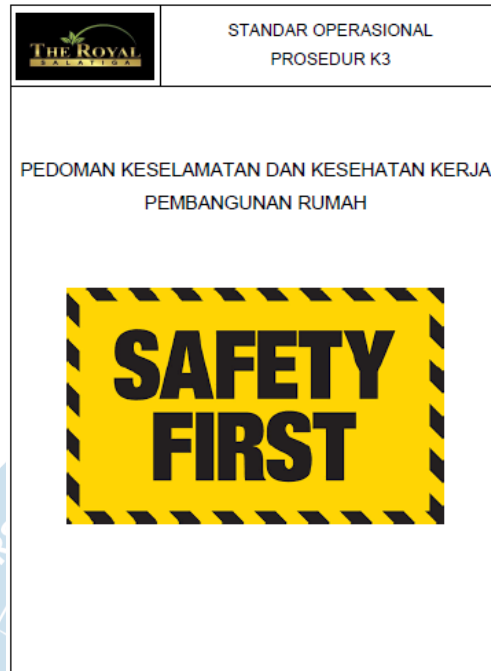 THE ROYAL
SALATIGA
STANDAR OPERASIONAL
PROSEDUR K3
PEDOMAN KESELAMATAN DAN KESEHATAN KERJA
PEMBANGUNAN RUMAH
SAFETY
FIRST